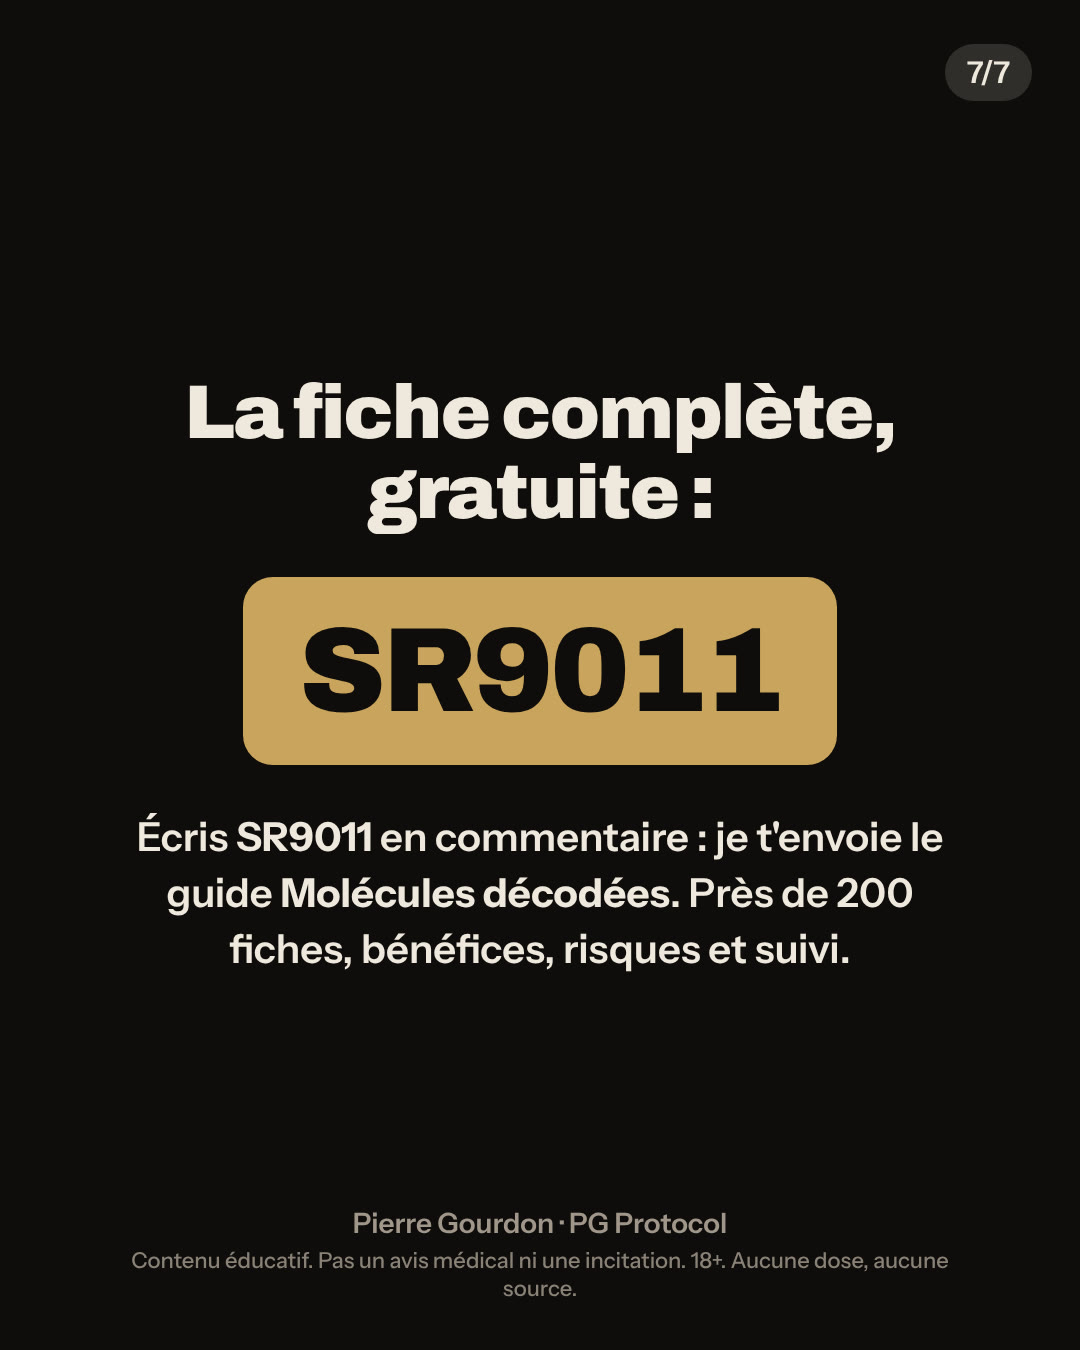 7/7
La fiche complète,
gratuite :
SR9011
Écris SR9011 en commentaire : je t'envoie le
guide Molécules décodées. Près de 200
fiches, bénéfices, risques et suivi.
Pierre Gourdon · PG Protocol
Contenu éducatif. Pas un avis médical ni une incitation. 18+. Aucune dose, aucune
source.